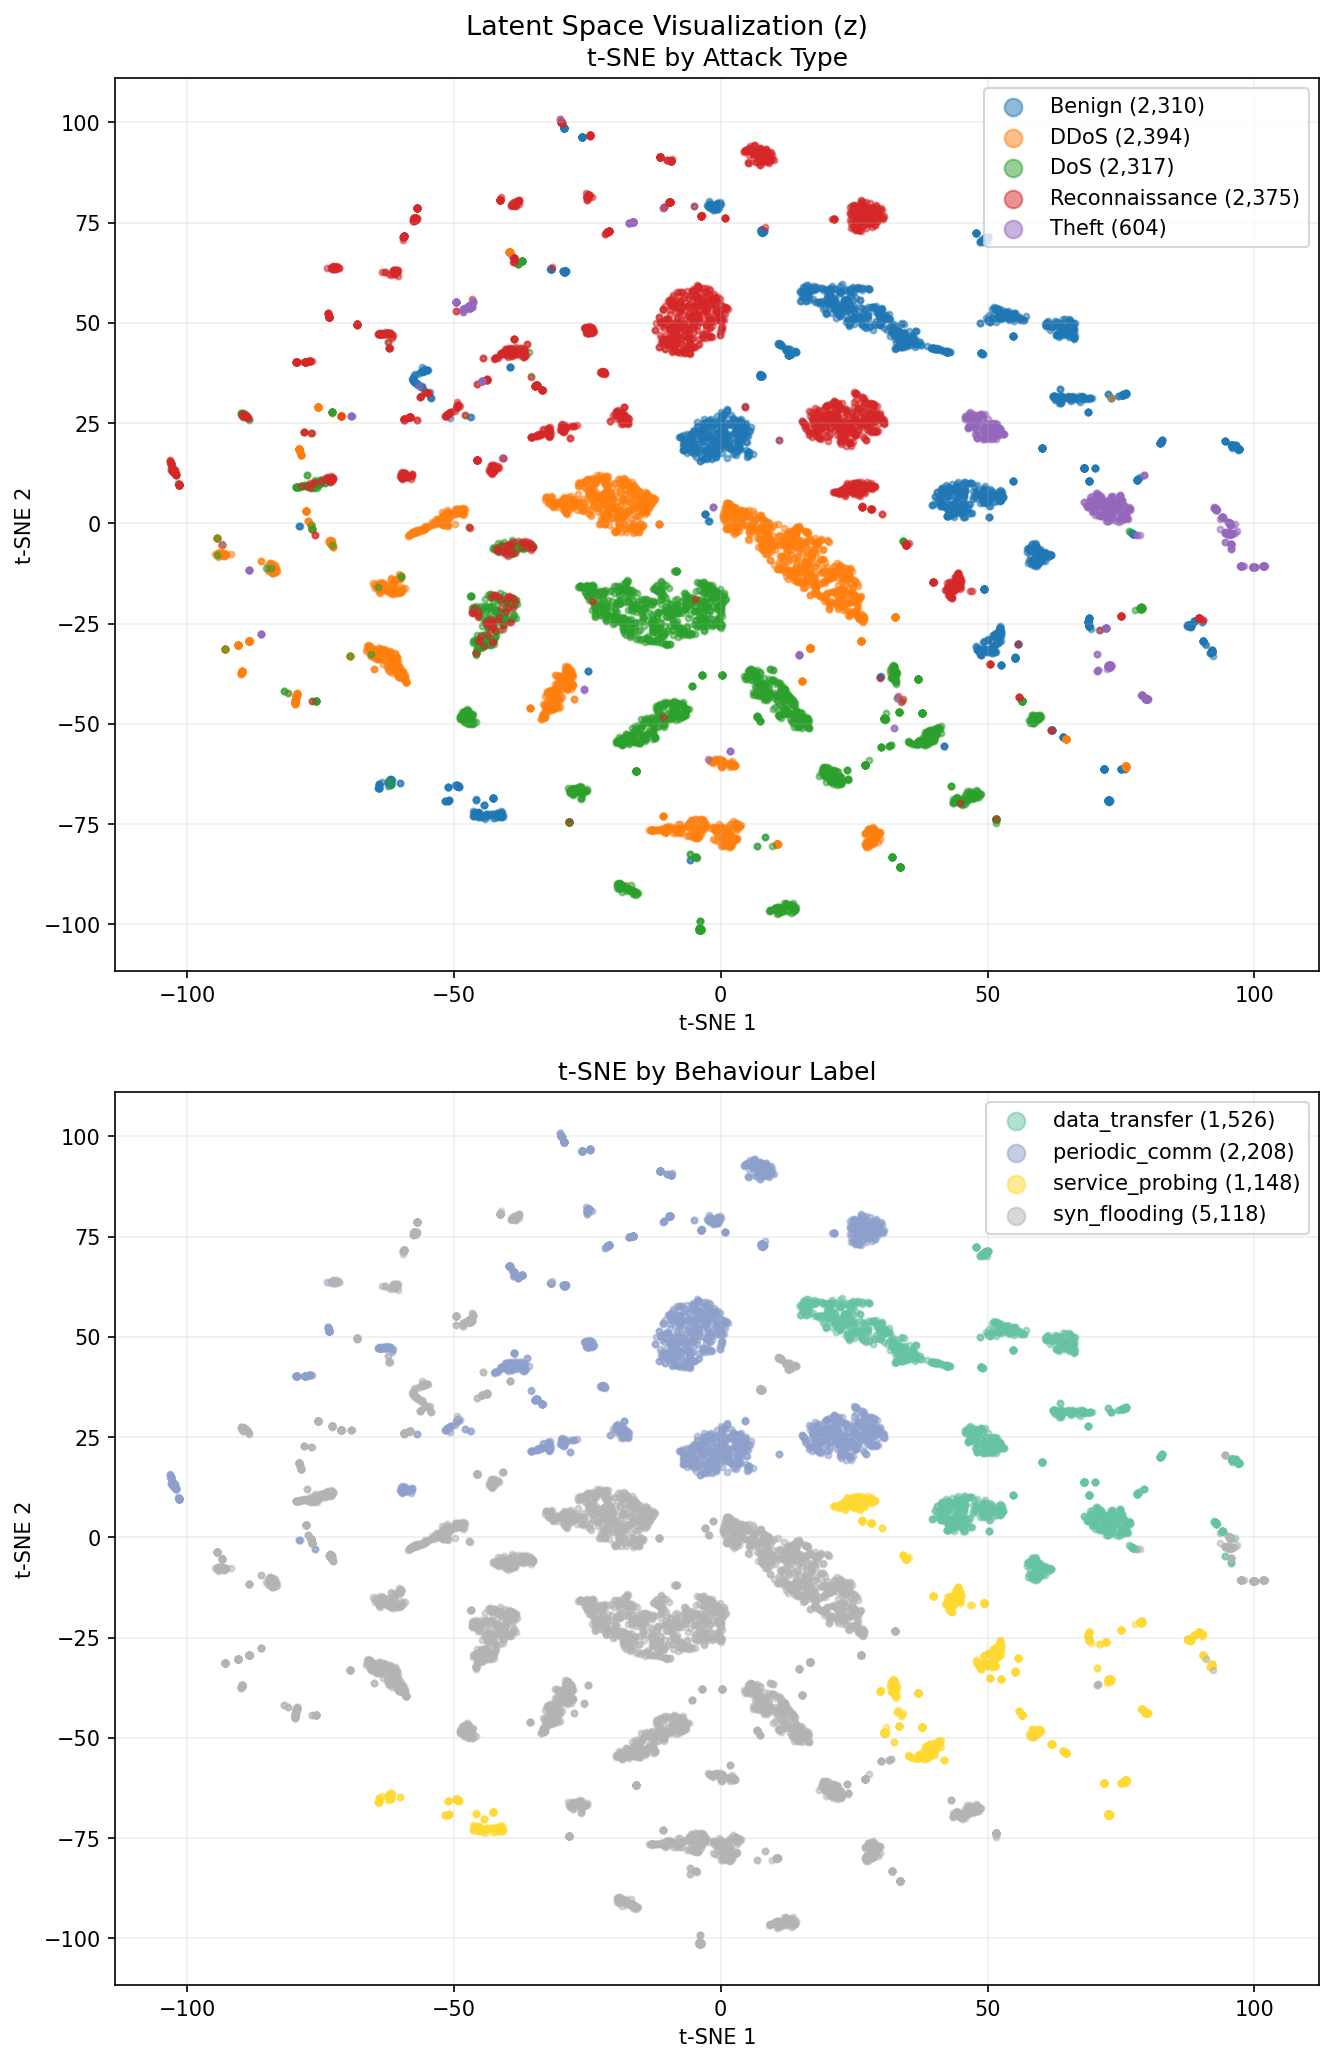 Latent Space Visualization (z)
t-SNE by Attack Type
Benign (2,310)
DDoS (2,394)
DoS (2,317)
Reconnaissance (2,375)
Theft (604)
100
75
50
25
0
−25
−50
−75
−100
t-SNE 2
−100 −50 0 50 100
t-SNE 1
t-SNE by Behaviour Label
data_transfer (1,526)
periodic_comm (2,208)
service_probing (1,148)
syn_flooding (5,118)
100
75
50
25
0
−25
−50
−75
−100
t-SNE 2
−100 −50 0 50 100
t-SNE 1